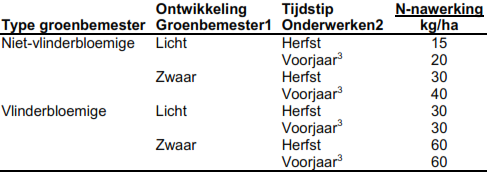 Ontwikkeling Tijdstip N-nawerking
Type groenbemester Groenbemester1 Onderwerken2 kg/ha
Niet-vlinderbloemige Licht Herfst 15
Voorjaar³ 20
Zwaar Herfst 30
Voorjaar³ 40
Vlinderbloemige Licht Herfst 30
Voorjaar³ 30
Zwaar Herfst 60
Voorjaar³ 60